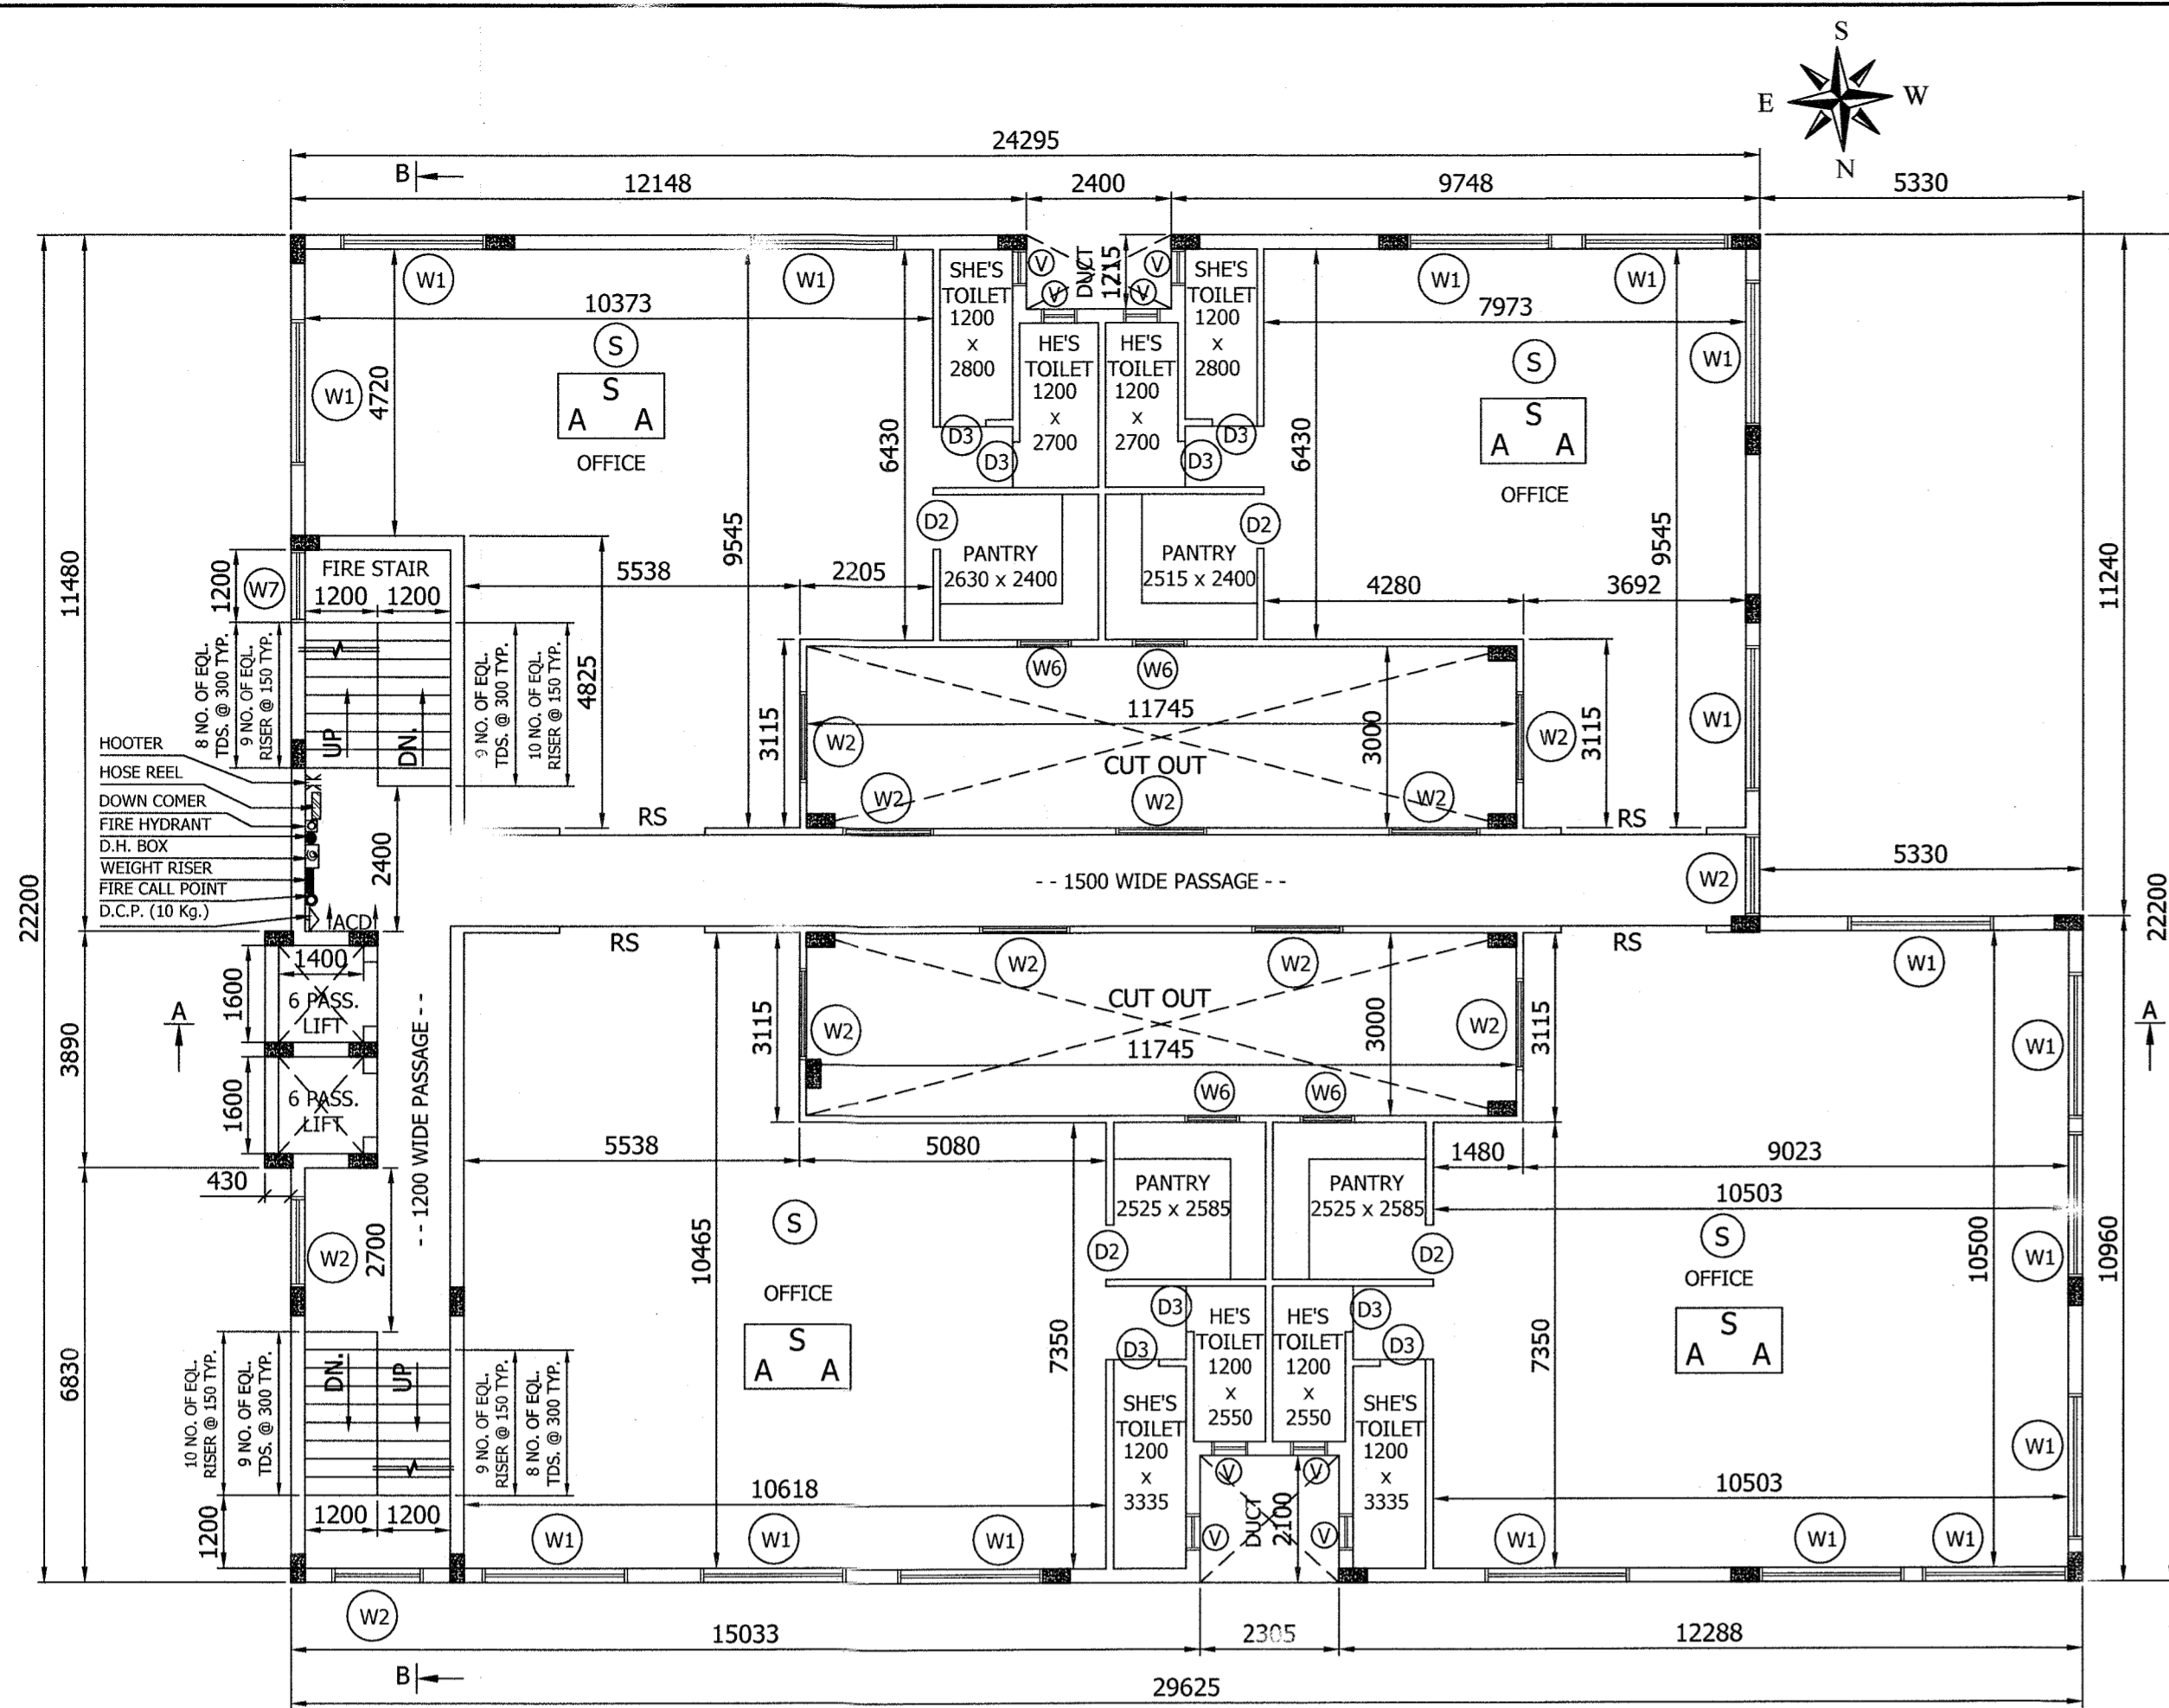 S
E
W
N
24295
B
12148
2400
9748
5330
W1
W1
W1
W1
10373
7973
SHE'S
TOILET
1200
x
2800
V
V
DUCT
1215
V
V
SHE'S
TOILET
1200
x
2800
HE'S
TOILET
1200
x
2700
HE'S
TOILET
1200
x
2700
W1
4720
S
S
A A
OFFICE
6430
D3
D3
D3
D3
6430
S
S
A A
OFFICE
W1
11480
9545
9545
11240
D2
D2
PANTRY
2630 x 2400
PANTRY
2515 x 2400
W7
1200
FIRE STAIR
1200
1200
5538
2205
4280
3692
8 NO. OF EQL.
TDS. @ 300 TYP.
9 NO. OF EQL.
RISER @ 150 TYP.
UP
DN.
9 NO. OF EQL.
TDS. @ 300 TYP.
10 NO. OF EQL.
RISER @ 150 TYP.
4825
3115
W6
W6
11745
3000
CUT OUT
W2
W2
W2
W2
W2
3115
W1
HOOTER
HOSE REEL
DOWN COMER
FIRE HYDRANT
D.H. BOX
WEIGHT RISER
FIRE CALL POINT
D.C.P. (10 Kg.)
RS
RS
2400
5330
22200
22200
- - 1500 WIDE PASSAGE - -
W2
ACD
RS
RS
1400
1600
6 PASS.
LIFT
3890
A
A
1600
6 PASS.
LIFT
- - 1200 WIDE PASSAGE - -
W2
W2
W1
CUT OUT
3115
W2
3000
W2
3115
11745
W6
W6
W1
430
5538
5080
1480
9023
PANTRY
2525 x 2585
PANTRY
2525 x 2585
10503
S
S
W2
2700
10465
D2
D2
10500
W1
10960
OFFICE
OFFICE
S
A A
S
A A
6830
7350
7350
D3
D3
D3
D3
HE'S
TOILET
1200
x
2550
HE'S
TOILET
1200
x
2550
SHE'S
TOILET
1200
x
3335
SHE'S
TOILET
1200
x
3335
10 NO. OF EQL.
RISER @ 150 TYP.
9 NO. OF EQL.
TDS. @ 300 TYP.
DN.
UP
9 NO. OF EQL.
RISER @ 150 TYP.
8 NO. OF EQL.
TDS. @ 300 TYP.
W1
10618
10503
V
V
DUCT
2100
V
V
1200
1200
1200
W1
W1
W1
W1
W1
W1
W2
15033
2305
12288
B
29625